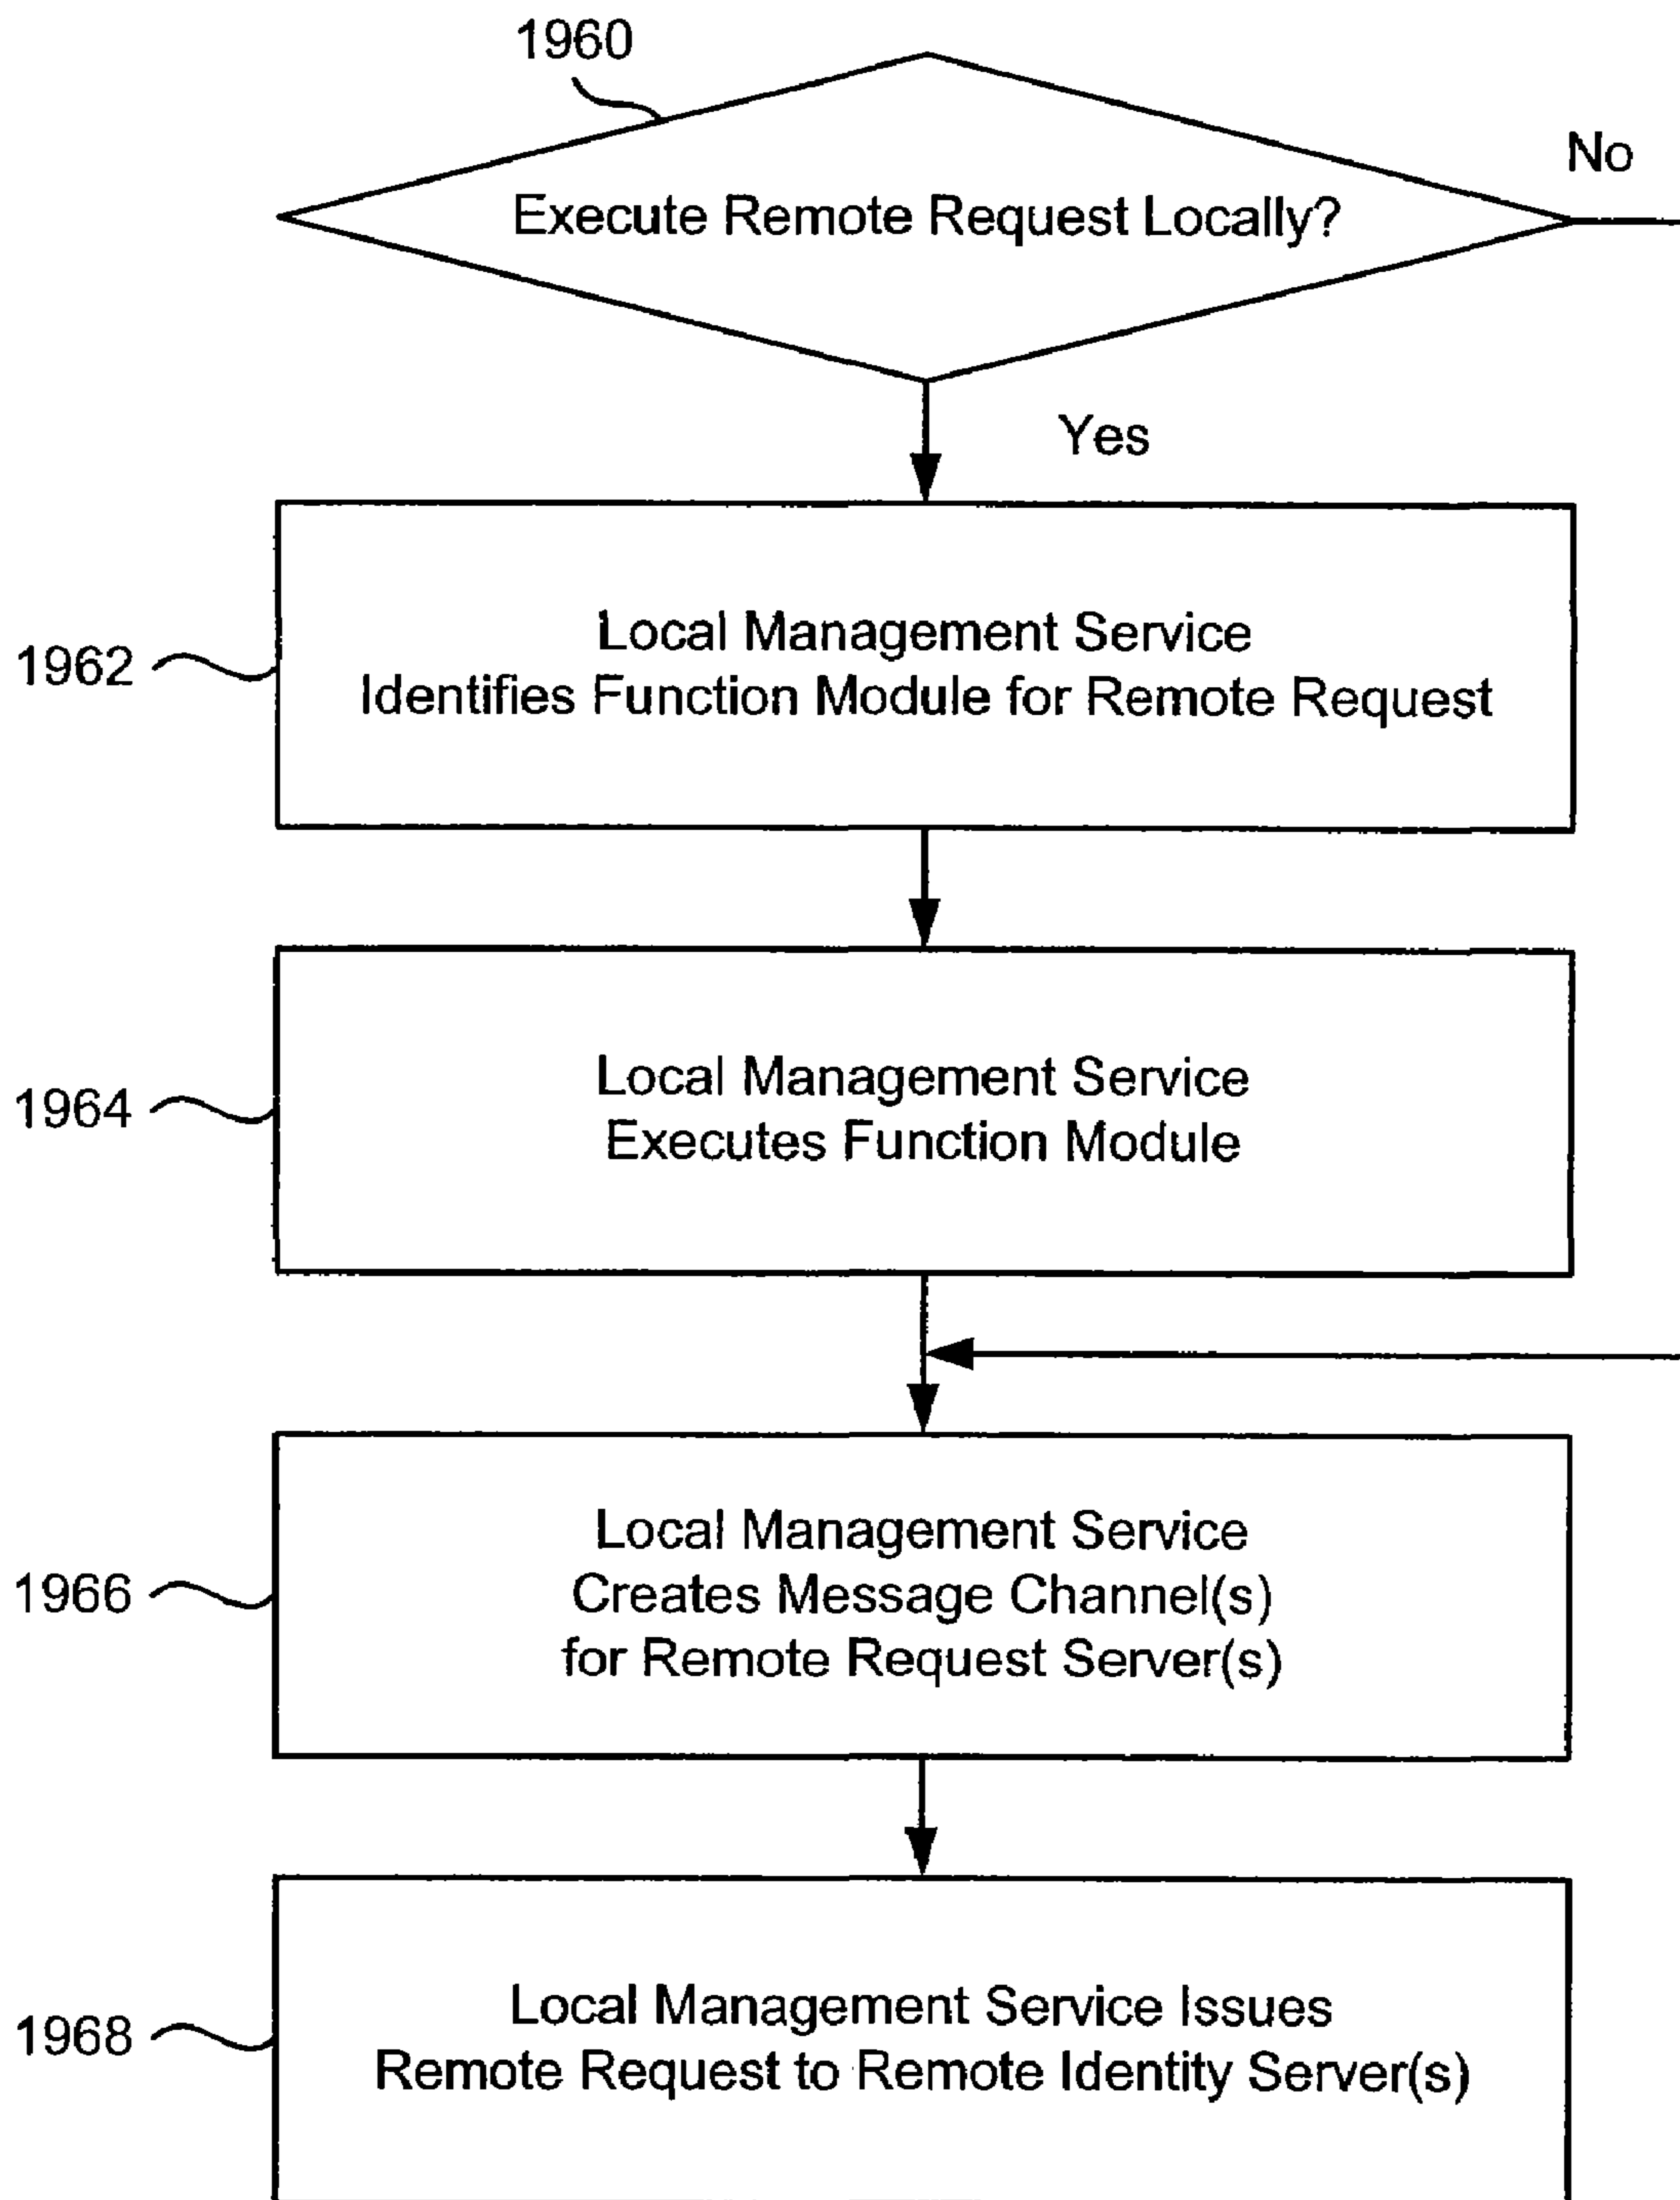 1960
No
Execute Remote Request Locally?
Yes
Local Management Service
1962
Identifies Function Module for Remote Request
Local Management Service
1964
Executes Function Module
Local Management Service
1966
Creates Message Channel(s)
for Remote Request Server(s)
Local Management Service Issues
1968
Remote Request to Remote Identity Server(s)